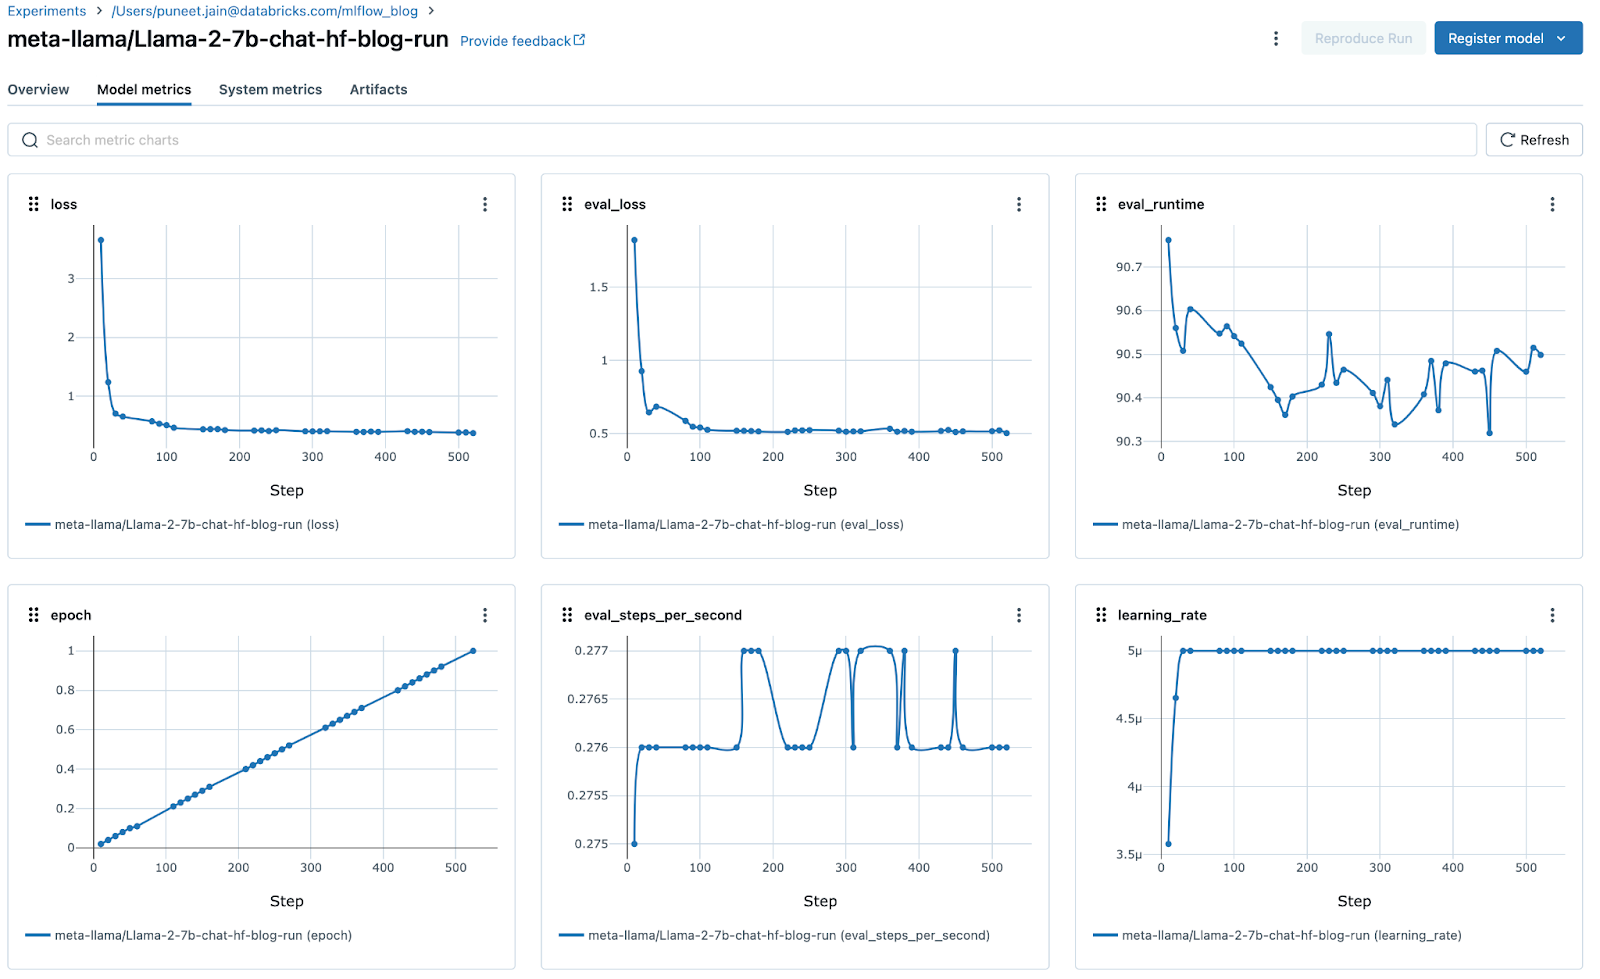 Experiments > /Users/puneet.jain@databricks.com/mlflow_blog >
meta-llama/Llama-2-7b-chat-hf-blog-run Provide feedback
Reproduce Run
Register model
Overview Model metrics System metrics Artifacts
Search metric charts
Refresh
loss
3
2
1
0 100 200 300 400 500
Step
meta-llama/Llama-2-7b-chat-hf-blog-run (loss)
eval_loss
1.5
1
0.5
0 100 200 300 400 500
Step
meta-llama/Llama-2-7b-chat-hf-blog-run (eval_loss)
eval_runtime
90.7
90.6
90.5
90.4
90.3
0 100 200 300 400 500
Step
meta-llama/Llama-2-7b-chat-hf-blog-run (eval_runtime)
epoch
1
0.8
0.6
0.4
0.2
0
0 100 200 300 400 500
Step
meta-llama/Llama-2-7b-chat-hf-blog-run (epoch)
eval_steps_per_second
0.277
0.2765
0.276
0.2755
0.275
0 100 200 300 400 500
Step
meta-llama/Llama-2-7b-chat-hf-blog-run (eval_steps_per_second)
learning_rate
5μ
4.5μ
4μ
3.5μ
0 100 200 300 400 500
Step
meta-llama/Llama-2-7b-chat-hf-blog-run (learning_rate)